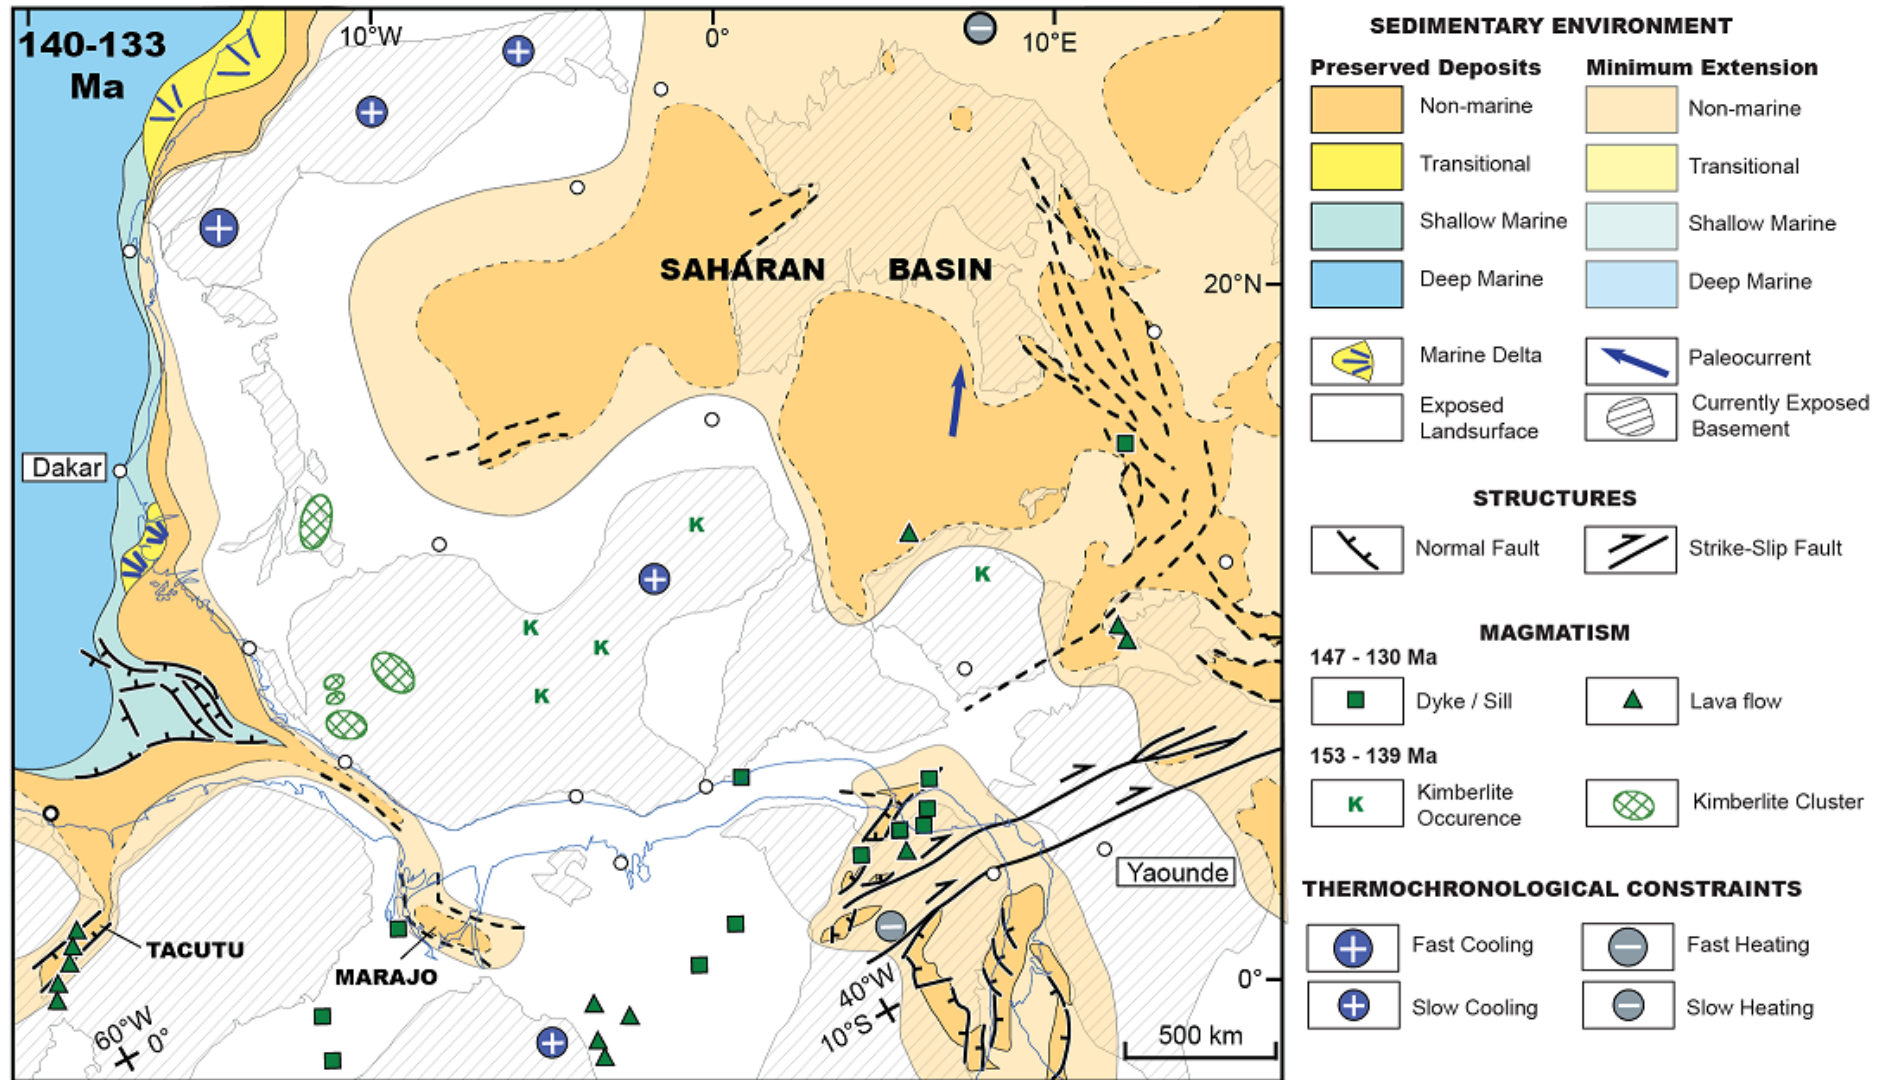 140-133
Ma
10°W
0°
10°E
SAHARAN BASIN
20°N
Dakar
K
K
K
K
K
Yaounde
TACUTU
MARAJO
40°W
10°S
60°W
0°
0°
500 km
SEDIMENTARY ENVIRONMENT
Preserved Deposits
Minimum Extension
Non-marine
Non-marine
Transitional
Transitional
Shallow Marine
Shallow Marine
Deep Marine
Deep Marine
Marine Delta
Paleocurrent
Exposed
Landsurface
Currently Exposed
Basement
STRUCTURES
Normal Fault
Strike-Slip Fault
MAGMATISM
147 - 130 Ma
Dyke / Sill
Lava flow
153 - 139 Ma
K
Kimberlite
Occurence
Kimberlite Cluster
THERMOCHRONOLOGICAL CONSTRAINTS
Fast Cooling
Fast Heating
Slow Cooling
Slow Heating